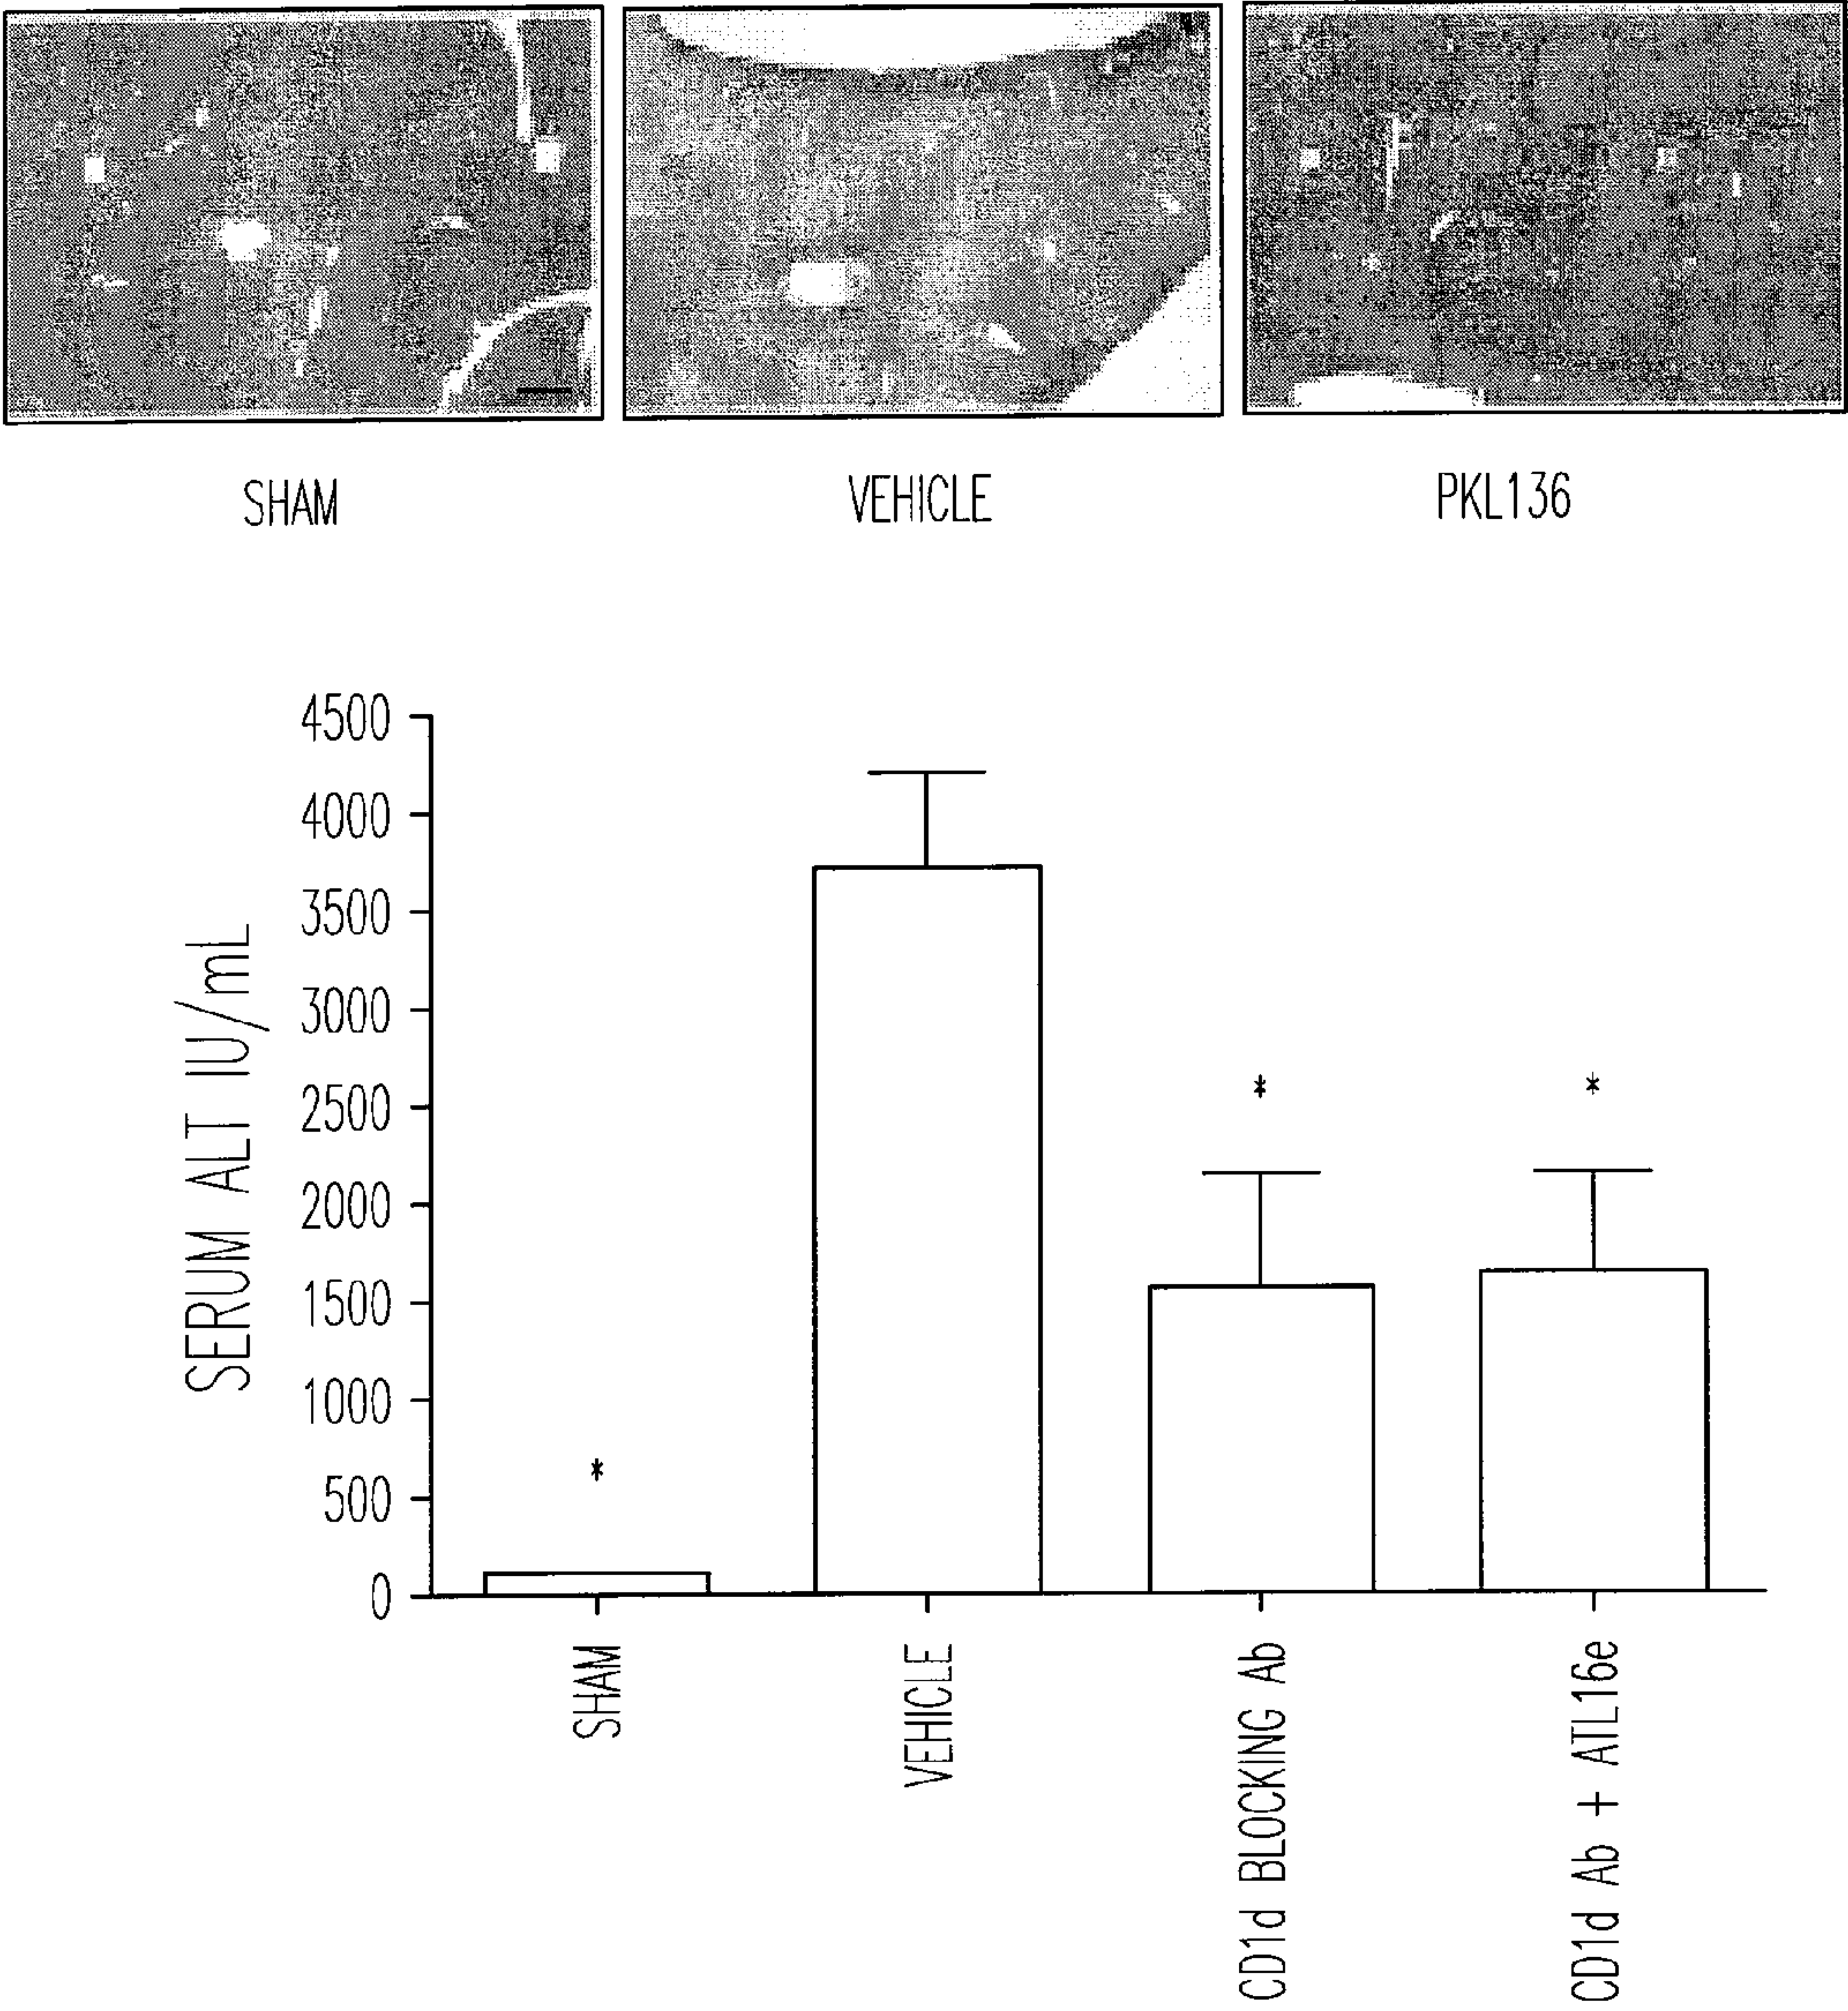 SHAM
VEHICLE
PKL136
4500
4000
3500
3000
2500
2000
1500
1000
500
0
SERUM ALT IU/mL
*
*
*
SHAM
VEHICLE
CD1d BLOCKING Ab
CD1d Ab + ATL16e